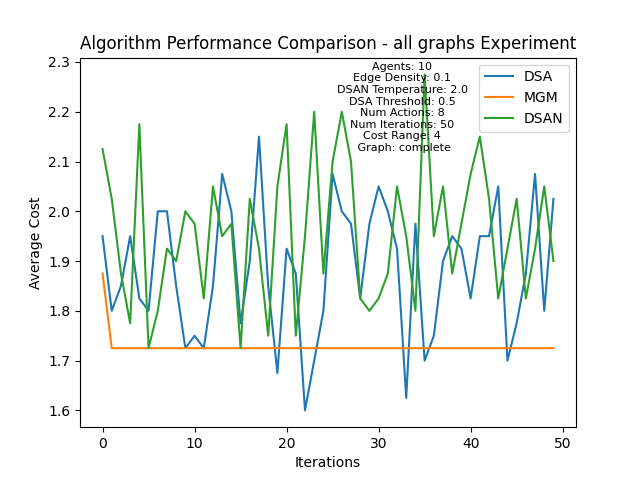 Algorithm Performance Comparison - all graphs Experiment
Agents: 10
Edge Density: 0.1
DSAN Temperature: 2.0
DSA Threshold: 0.5
Num Actions: 8
Num Iterations: 50
Cost Range: 4
Graph: complete
DSA
MGM
DSAN
Average Cost
2.3
2.2
2.1
2.0
1.9
1.8
1.7
1.6
0
10
20
30
40
50
Iterations